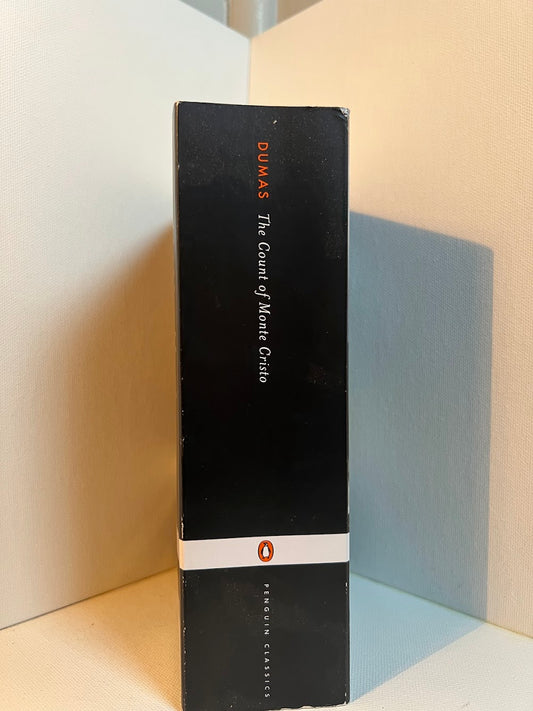 DUMAS The Count of Monte Cristo
PENGUIN CLASSICS